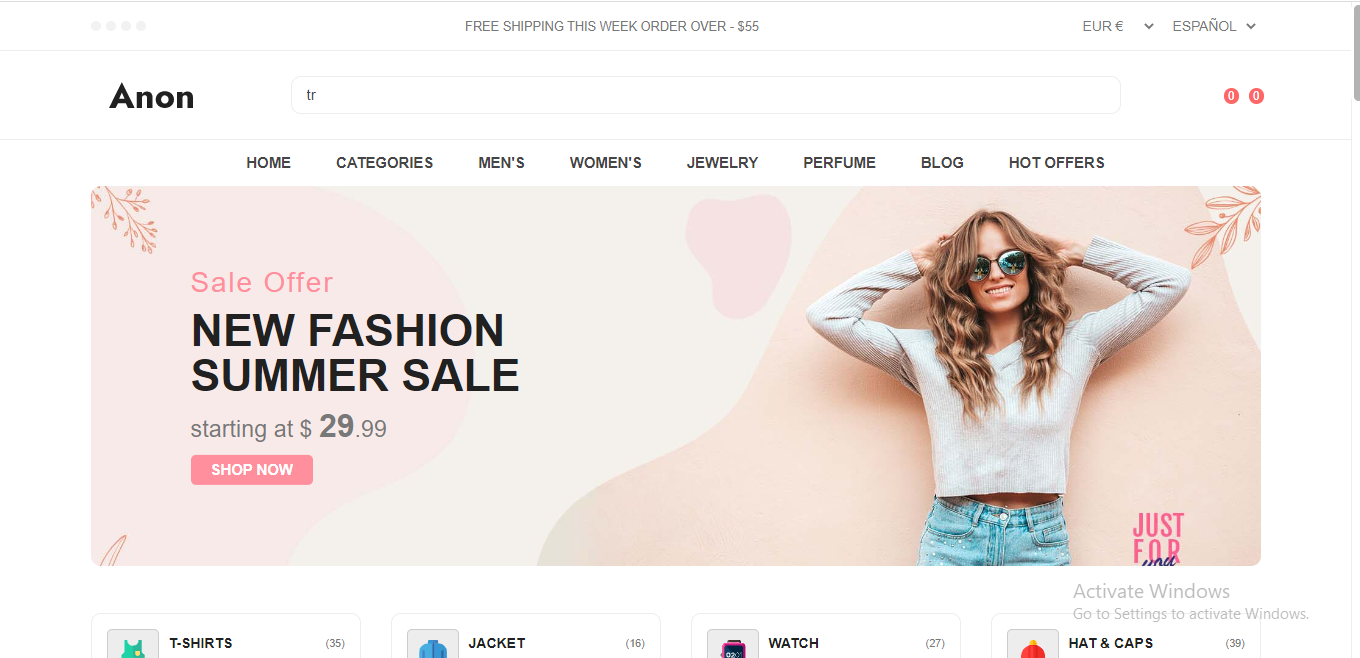 FREE SHIPPING THIS WEEK ORDER OVER - $55
EUR €
ESPAÑOL
Anon
tr
0
0
HOME
CATEGORIES
MEN'S
WOMEN'S
JEWELRY
PERFUME
BLOG
HOT OFFERS
Sale Offer
NEW FASHION
SUMMER SALE
starting at $ 29.99
SHOP NOW
JUST
FOR
you
Activate Windows
Go to Settings to activate Windows.
T-SHIRTS
(35)
JACKET
(16)
WATCH
(27)
HAT & CAPS
(39)